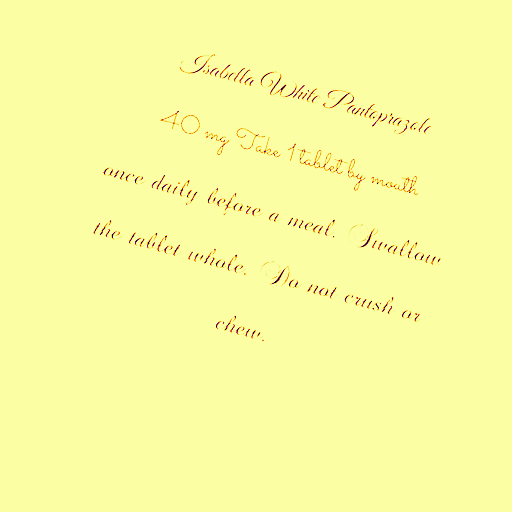 Isabella White Pantoprazole
40 mg Take 1 tablet by mouth
once daily before a meal. Swallow
the tablet whole. Do not crush or
chew.